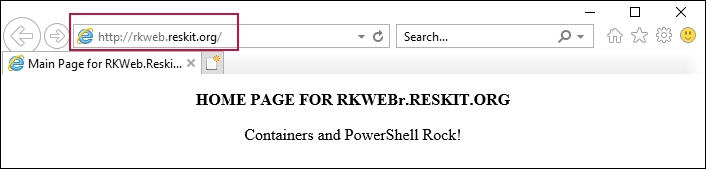 http://rkweb.reskit.org/
Search...
Main Page for RKWeb.Reski...
HOME PAGE FOR RKWEBr.RESKIT.ORG
Containers and PowerShell Rock!